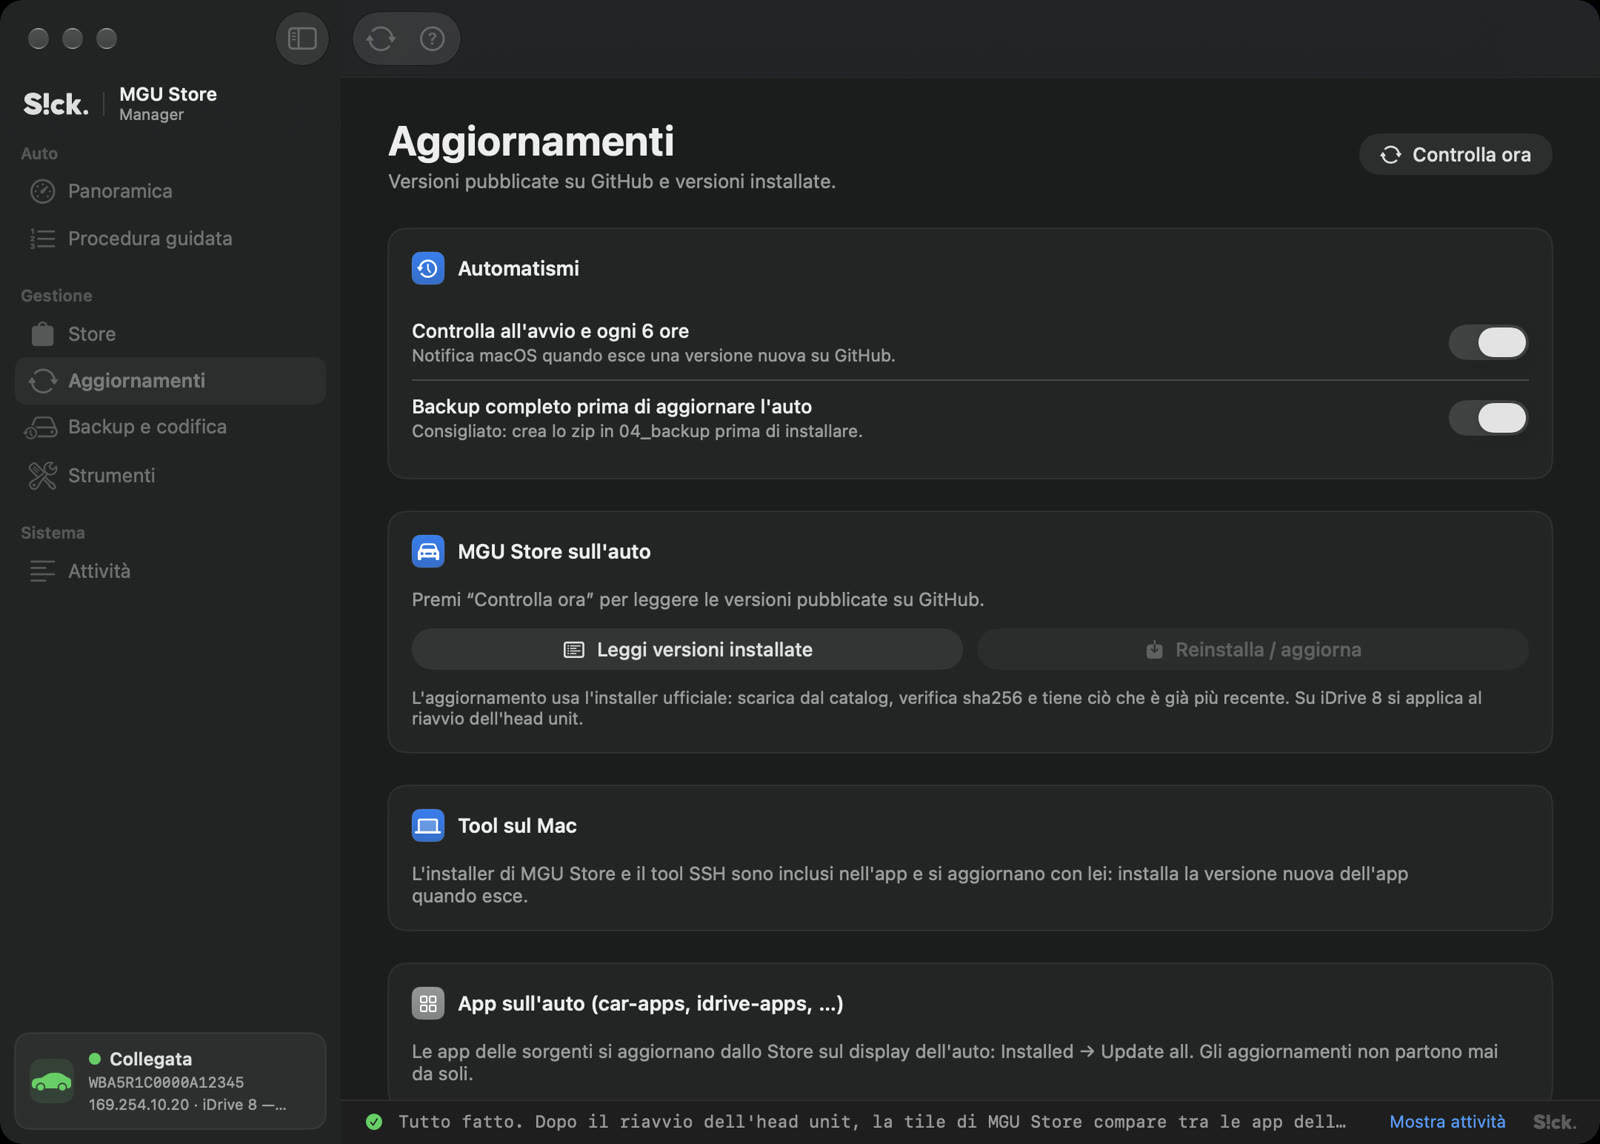 S!ck.
MGU Store
Manager
Auto
Panoramica
Procedura guidata
Gestione
Store
Aggiornamenti
Backup e codifica
Strumenti
Sistema
Attività
Collegata
WBA5R1C0000A12345
169.254.10.20 · iDrive 8 —...
Aggiornamenti
Versioni pubblicate su GitHub e versioni installate.
Controlla ora
Automatismi
Controlla all'avvio e ogni 6 ore
Notifica macOS quando esce una versione nuova su GitHub.
Backup completo prima di aggiornare l'auto
Consigliato: crea lo zip in 04_backup prima di installare.
MGU Store sull'auto
Premi “Controlla ora” per leggere le versioni pubblicate su GitHub.
Leggi versioni installate
Reinstalla / aggiorna
L'aggiornamento usa l'installer ufficiale: scarica dal catalog, verifica sha256 e tiene ciò che è già più recente. Su iDrive 8 si applica al
riavvio dell'head unit.
Tool sul Mac
L'installer di MGU Store e il tool SSH sono inclusi nell'app e si aggiornano con lei: installa la versione nuova dell'app
quando esce.
App sull'auto (car-apps, idrive-apps, ...)
Le app delle sorgenti si aggiornano dallo Store sul display dell'auto: Installed → Update all. Gli aggiornamenti non partono mai
da soli.
Tutto fatto. Dopo il riavvio dell'head unit, la tile di MGU Store compare tra le app dell…
Mostra attività
S!ck.